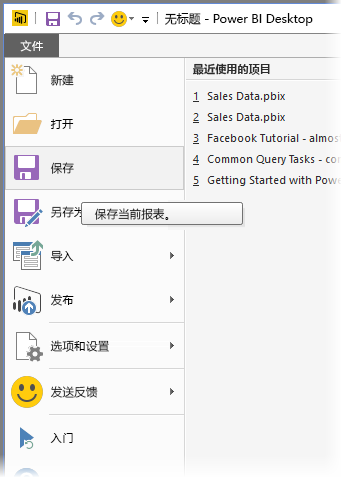 无标题 - Power BI Desktop
文件
新建
打开
保存
另存为
保存当前报表。
导入
发布
选项和设置
发送反馈
入门
最近使用的项目
1 Sales Data.pbix
2 Sales Data.pbix
3 Facebook Tutorial - almos
4 Common Query Tasks - con
5 Getting Started with Powe